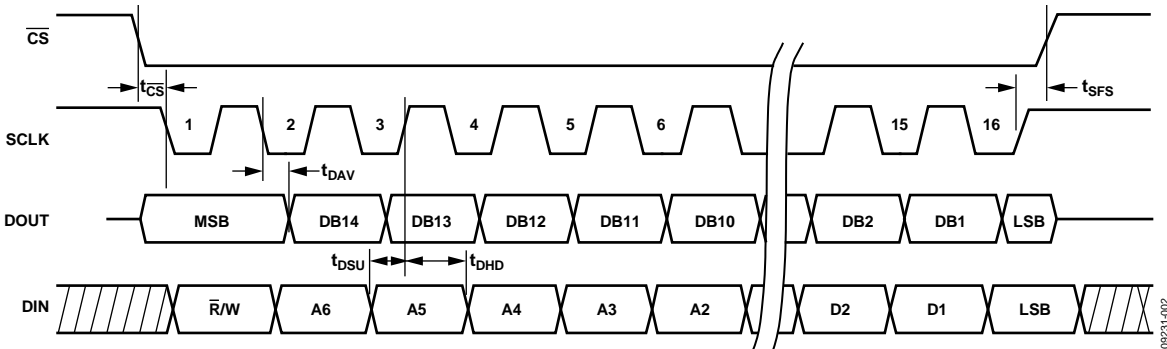 CS
tCS
tSFS
SCLK
1 2 3 4 5 6 15 16
tDAV
DOUT
MSB DB14 DB13 DB12 DB11 DB10 DB2 DB1 LSB
tDSU tDHD
DIN
R/W A6 A5 A4 A3 A2 D2 D1 LSB
09231-002